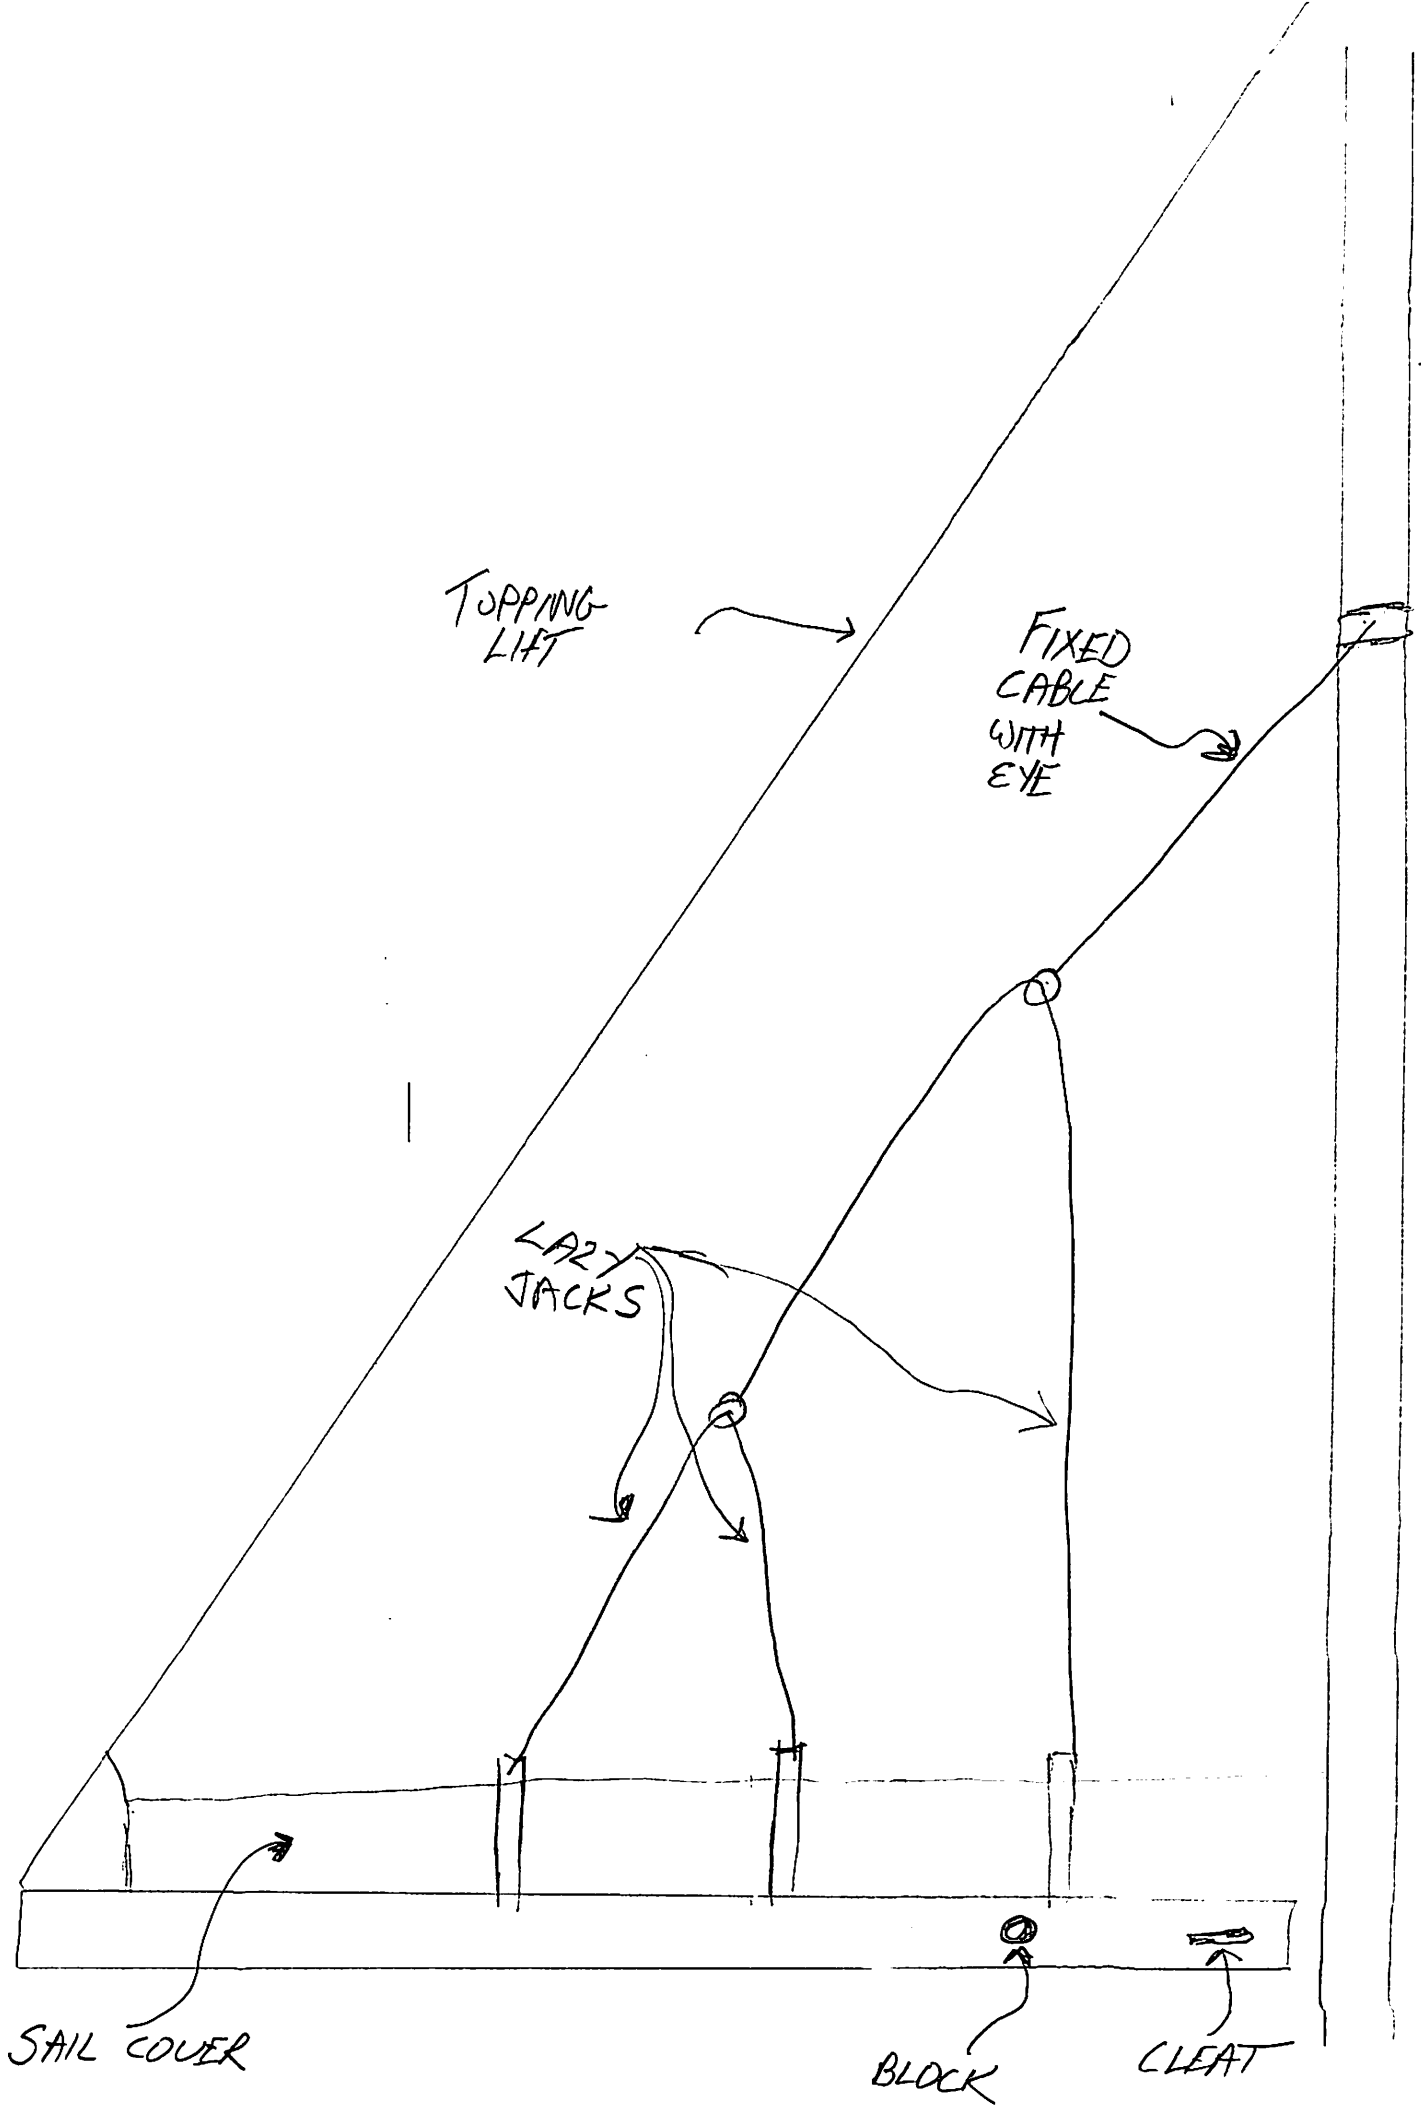 TOPPING
LIFT
FIXED
CABLE
WITH
EYE
LAZY
JACKS
SAIL COVER
BLOCK
CLEAT